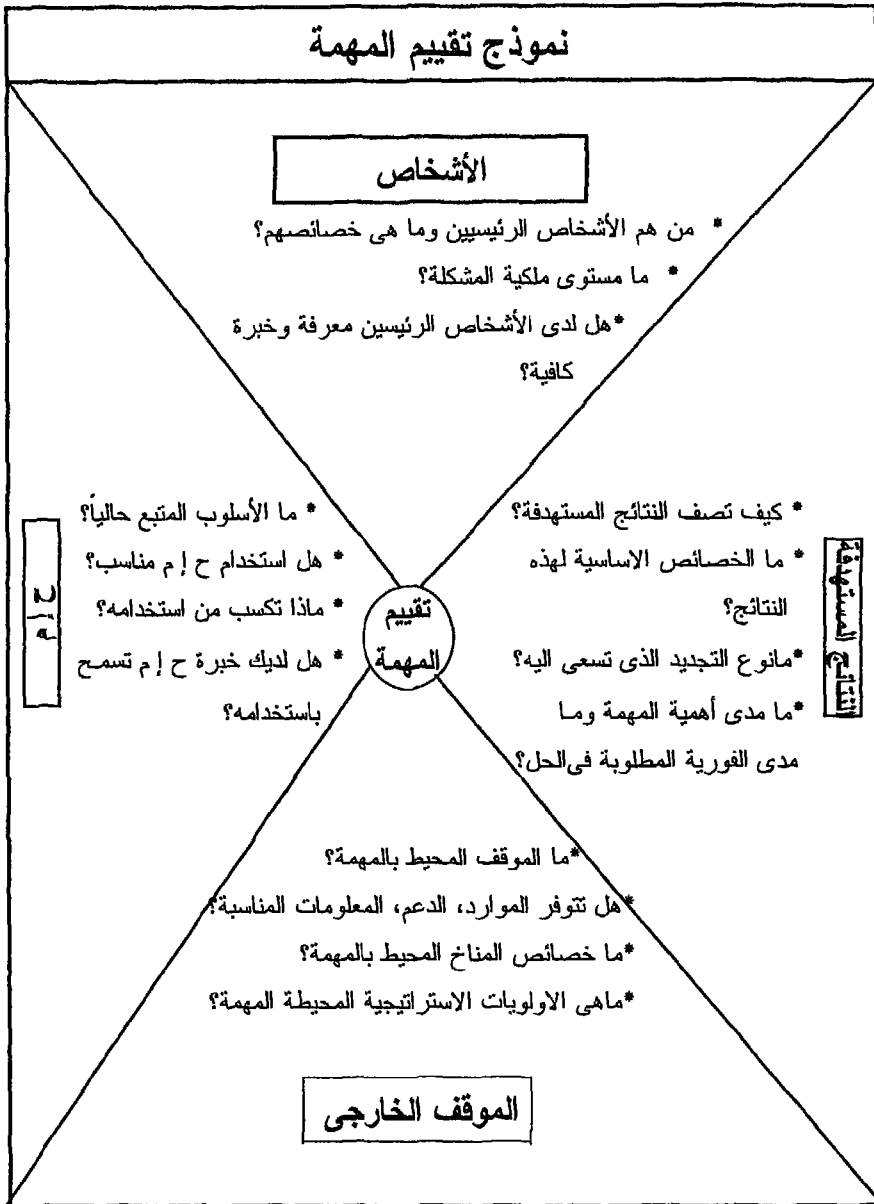 نموذج تقييم المهمة
الأشخاص
* من هم الأشخاص الرئيسيين وما هى خصائصهم؟
* ما مستوى ملكية المشكلة؟
*هل لدى الأشخاص الرئيسين معرفة وخبرة
كافية؟
النتائج المستهدفة
* كيف تصف النتائج المستهدفة؟
* ما الخصائص الاساسية لهذه
النتائج؟
*مانوع التجديد الذى تسعى اليه؟
*ما مدى أهمية المهمة وما
مدى الفورية المطلوبة فى الحل؟
تقييم
المهمة
* ما الأسلوب المتبع حالياً؟
* هل استخدام ح إ م مناسب؟
* ماذا تكسب من استخدامه؟
* هل لديك خبرة ح إ م تسمح
باستخدامه؟
ح إ م
*ما الموقف المحيط بالمهمة؟
*هل تتوفر الموارد، الدعم، المعلومات المناسبة؟
*ما خصائص المناخ المحيط بالمهمة؟
*ماهى الاولويات الاستراتيجية المحيطة المهمة؟
الموقف الخارجى